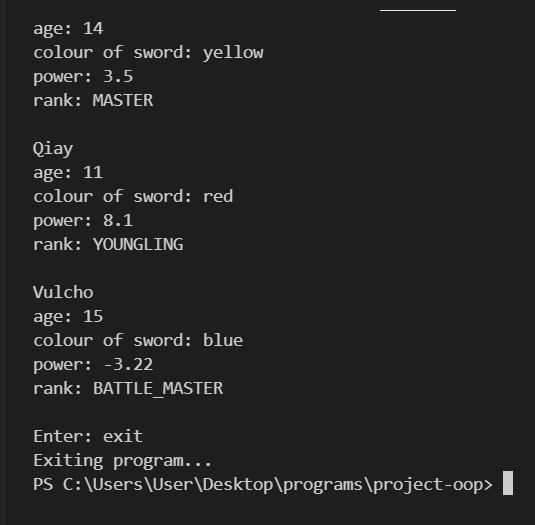 age: 14
colour of sword: yellow
power: 3.5
rank: MASTER
Qiay
age: 11
colour of sword: red
power: 8.1
rank: YOUNGLING
Vulcho
age: 15
colour of sword: blue
power: -3.22
rank: BATTLE_MASTER
Enter: exit
Exiting program...
PS C:\Users\User\Desktop\programs\project-oop>